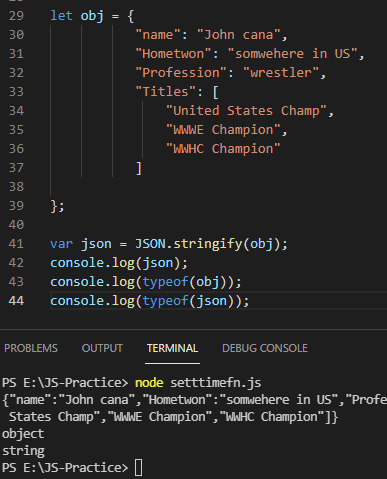 29 let obj = {
30 "name": "John cana",
31 "Hometwon": "somwehere in US",
32 "Profession": "wrestler",
33 "Titles": [
34 "United States Champ",
35 "WWWE Champion",
36 "WWHC Champion"
37 ]
38
39 };
40
41 var json = JSON.stringify(obj);
42 console.log(json);
43 console.log(typeof(obj));
44 console.log(typeof(json));
PROBLEMS OUTPUT TERMINAL DEBUG CONSOLE
PS E:\JS-Practice> node setttimefn.js
{"name":"John cana","Hometwon":"somwehere in US","Profe
States Champ","WWWE Champion","WWHC Champion"]}
object
string
PS E:\JS-Practice>